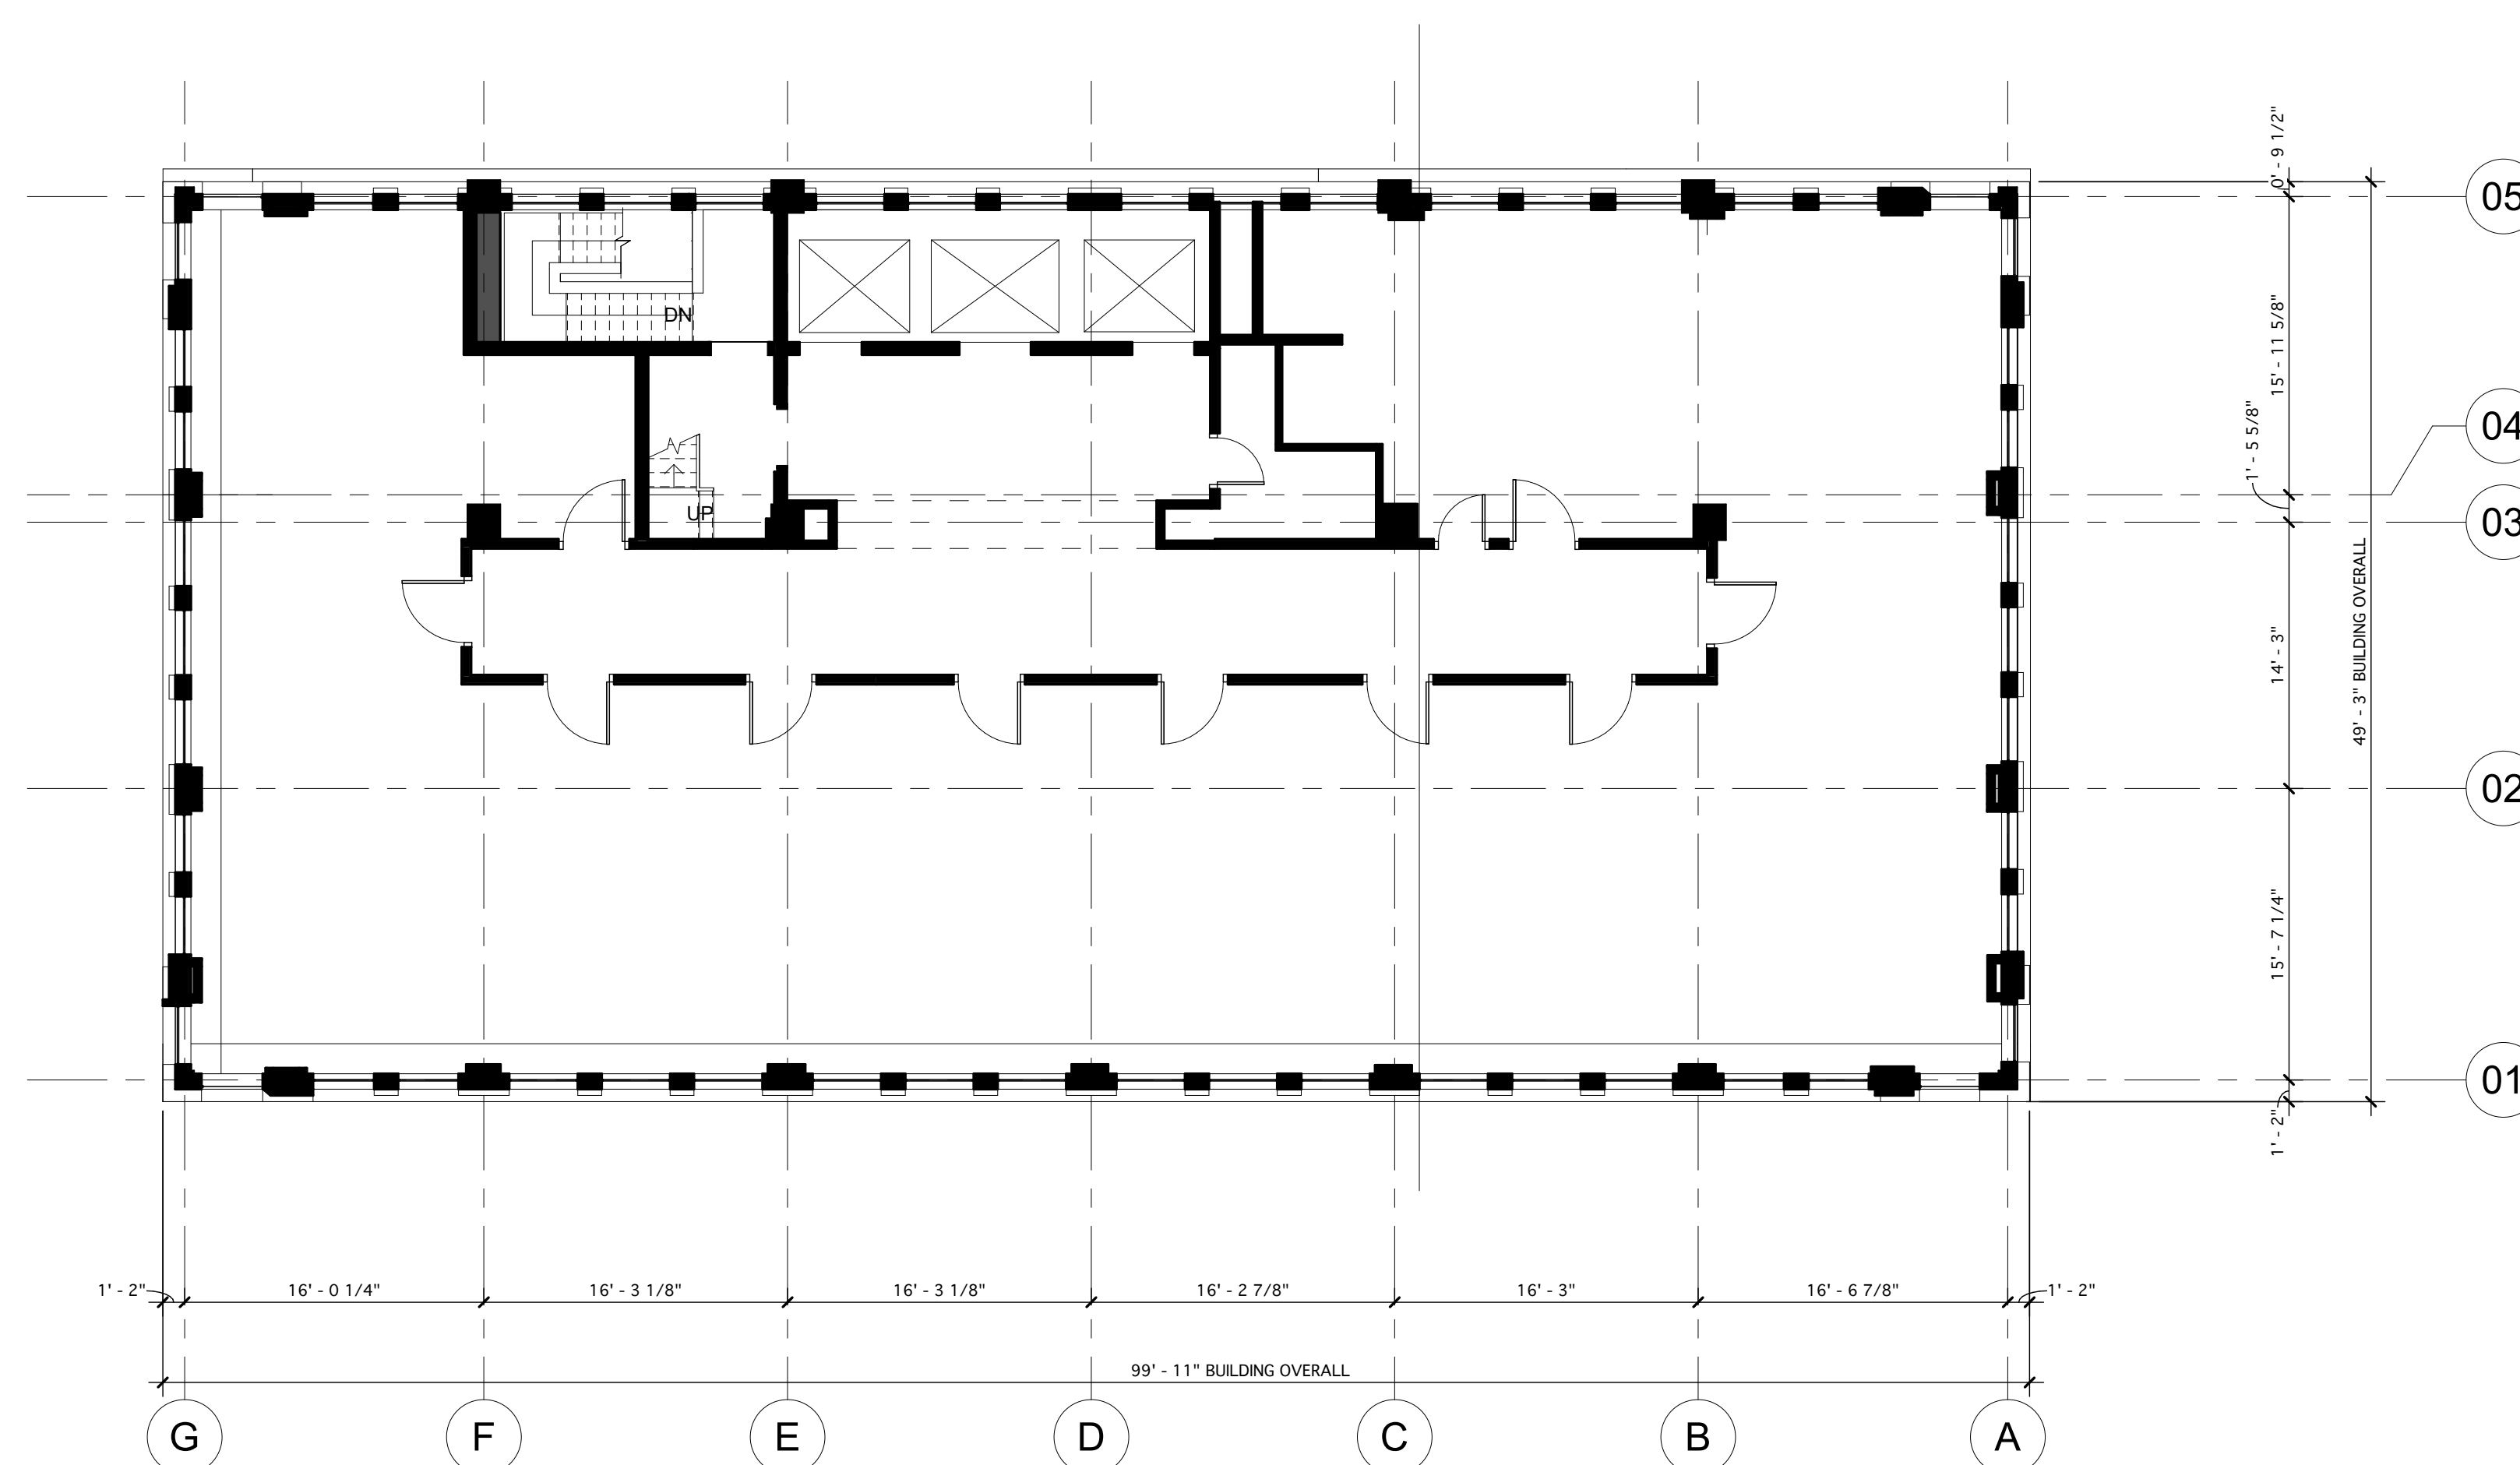 0' - 9 1/2"
05
15' - 11 5/8"
DN
1' - 5 5/8"
04
UP
03
49' - 3" BUILDING OVERALL
14' - 3"
02
15' - 7 1/4"
01
1' - 2"
1' - 2"
16' - 0 1/4"
16' - 3 1/8"
16' - 3 1/8"
16' - 2 7/8"
16' - 3"
16' - 6 7/8"
1' - 2"
99' - 11" BUILDING OVERALL
G
F
E
D
C
B
A